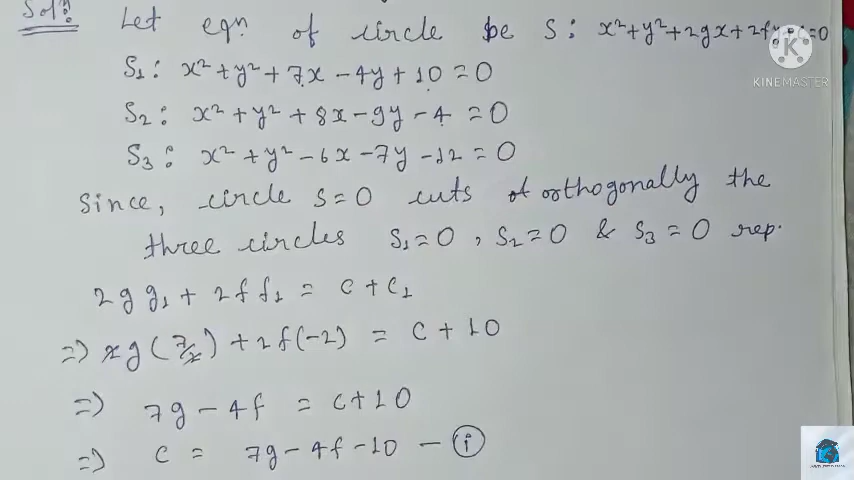 Solⁿ: Let eqⁿ of circle be S: x²+y²+2gx+2fy+c=0
KINEMASTER
S₁: x²+y²+7x-4y+10=0
S₂: x²+y²+8x-9y-4=0
S₃: x²+y²-6x-7y-12=0
Since, circle S=0 cuts orthogonally the
three circles S₁=0, S₂=0 & S₃=0 resp.
2gg₁+2ff₁=c+c₁
=> 2g(7/2)+2f(-2)=c+10
=> 7g-4f=c+10
=> c=7g-4f-10 - (i)